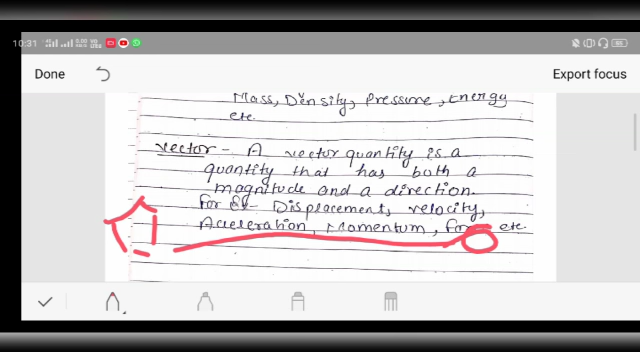 10:31
Done
Export focus
Mass, Density, Pressure, Energy
etc.
Vector - A vector quantity is a
quantity that has both a
magnitude and a direction.
For Ex- Displacement, velocity,
Acceleration, Momentum, etc